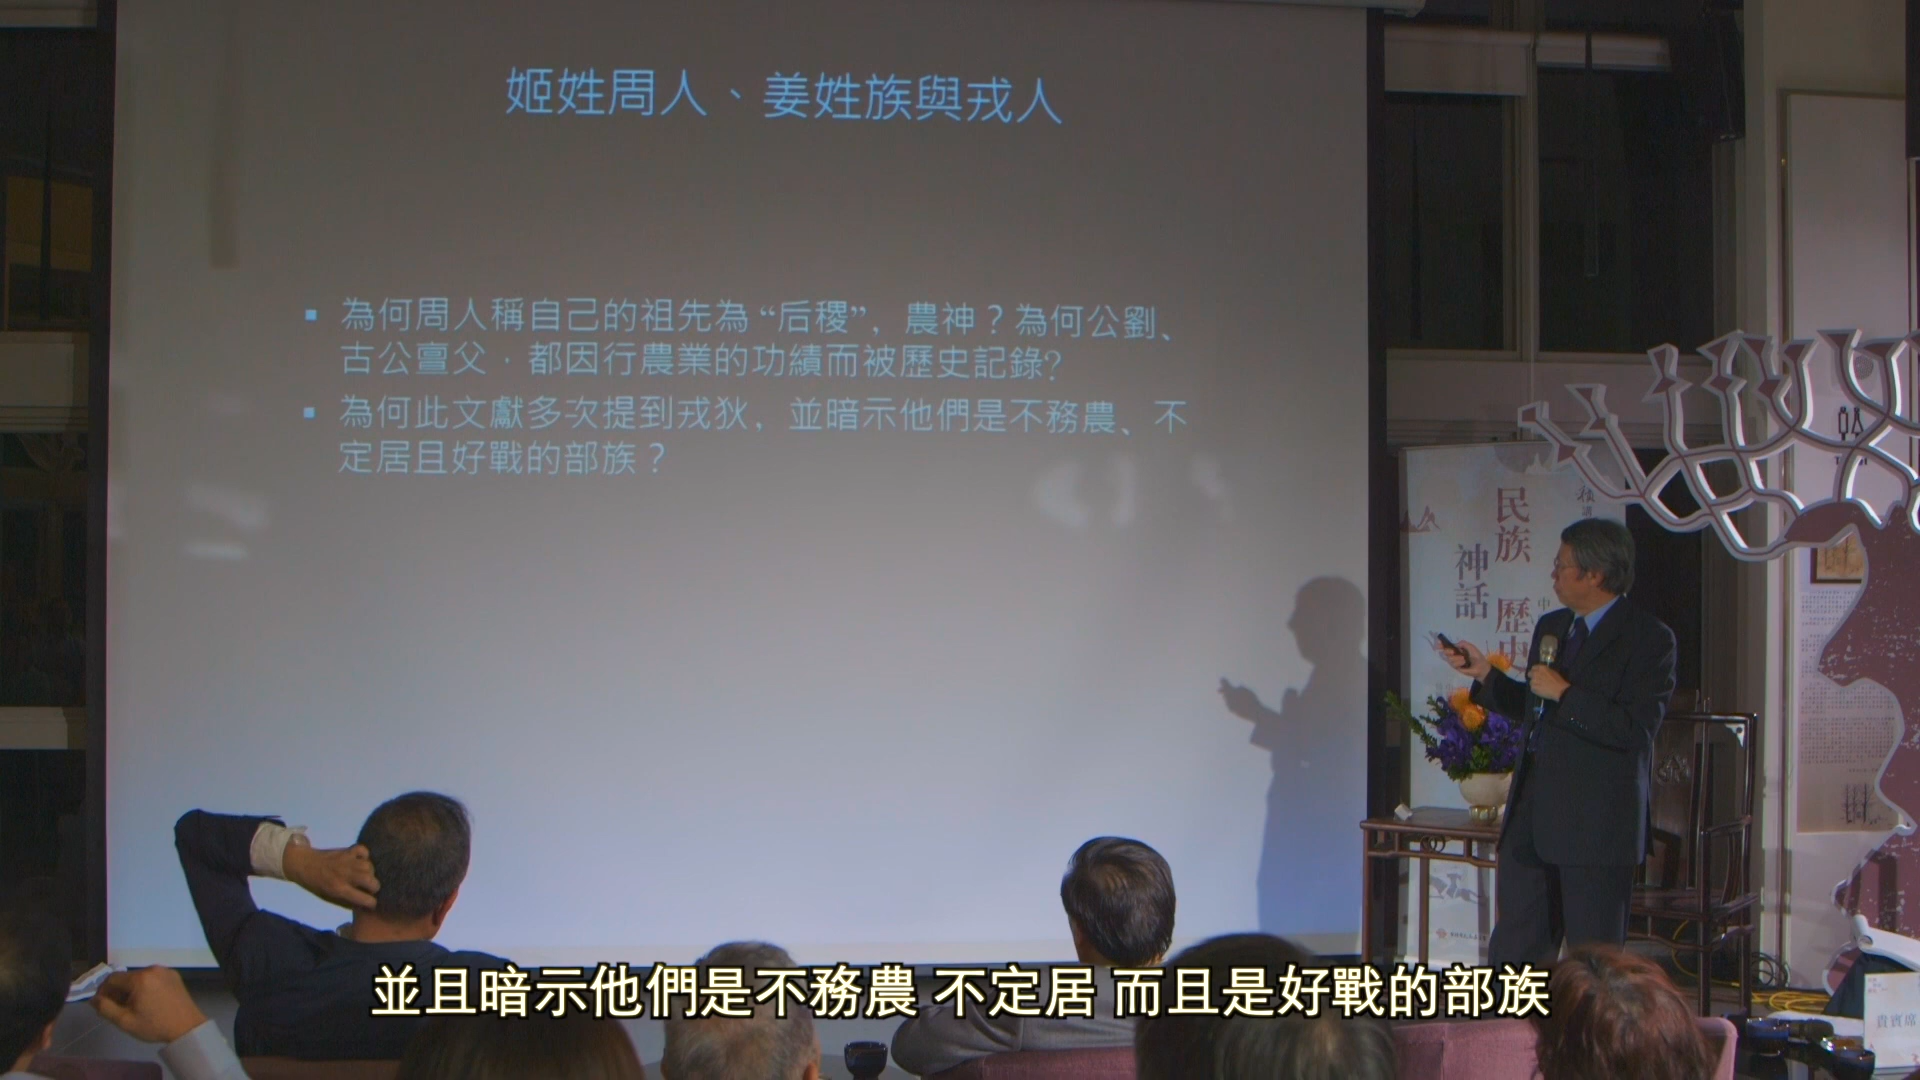 姬姓周人、姜姓族與戎人
▪ 為何周人稱自己的祖先為“后稷”，農神？為何公劉、
古公亶父，都因行農業的功績而被歷史記錄?
▪ 為何此文獻多次提到戎狄，並暗示他們是不務農、不
定居且好戰的部族？
民族 歷史
神話
中
貴賓席
並且暗示他們是不務農 不定居 而且是好戰的部族